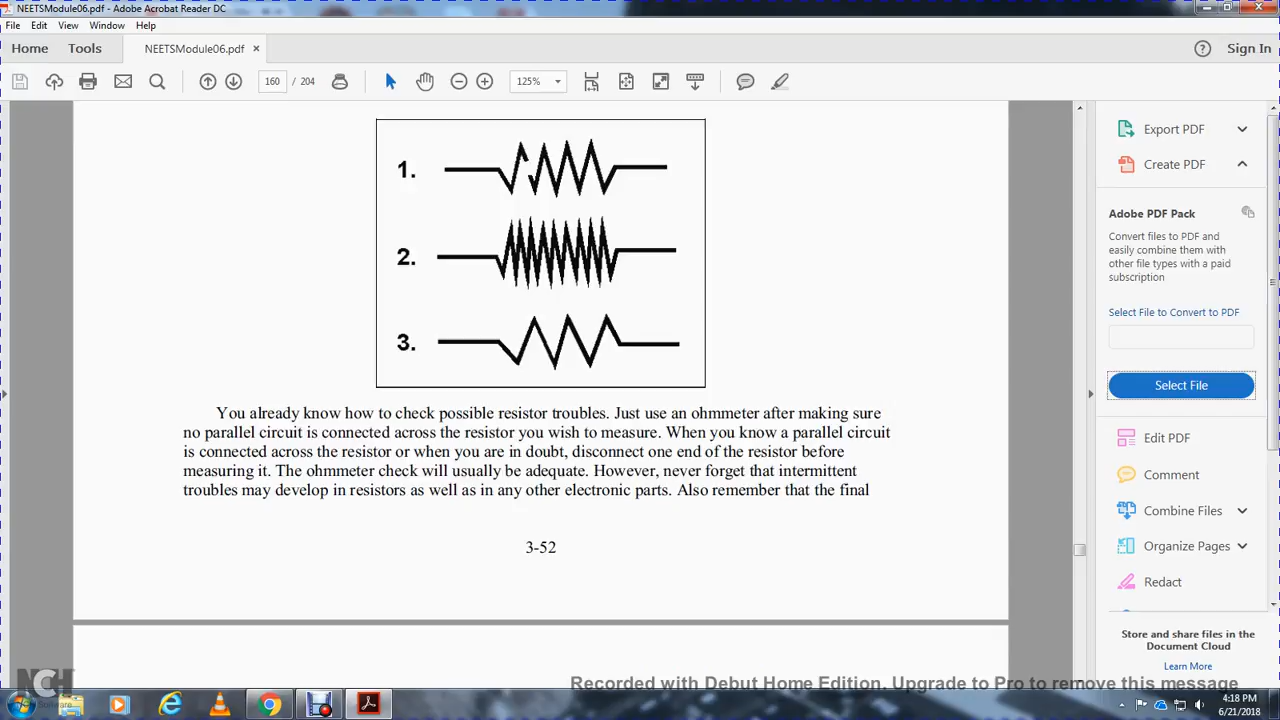 NEETSModule06.pdf - Adobe Acrobat Reader DC
File Edit View Window Help
Home Tools NEETSModule06.pdf × Sign In
160 / 204 125%
1.
2.
3.
You already know how to check possible resistor troubles. Just use an ohmmeter after making sure
no parallel circuit is connected across the resistor you wish to measure. When you know a parallel circuit
is connected across the resistor or when you are in doubt, disconnect one end of the resistor before
measuring it. The ohmmeter check will usually be adequate. However, never forget that intermittent
troubles may develop in resistors as well as in any other electronic parts. Also remember that the final
3-52
Export PDF
Create PDF
Adobe PDF Pack
Convert files to PDF and
easily combine them with
other file types with a paid
subscription
Select File to Convert to PDF
Select File
Edit PDF
Comment
Combine Files
Organize Pages
Redact
Store and share files in the
Document Cloud
Learn More
NCH
Software
Recorded with Debut Home Edition. Upgrade to Pro to remove this message
4:18 PM
6/21/2018